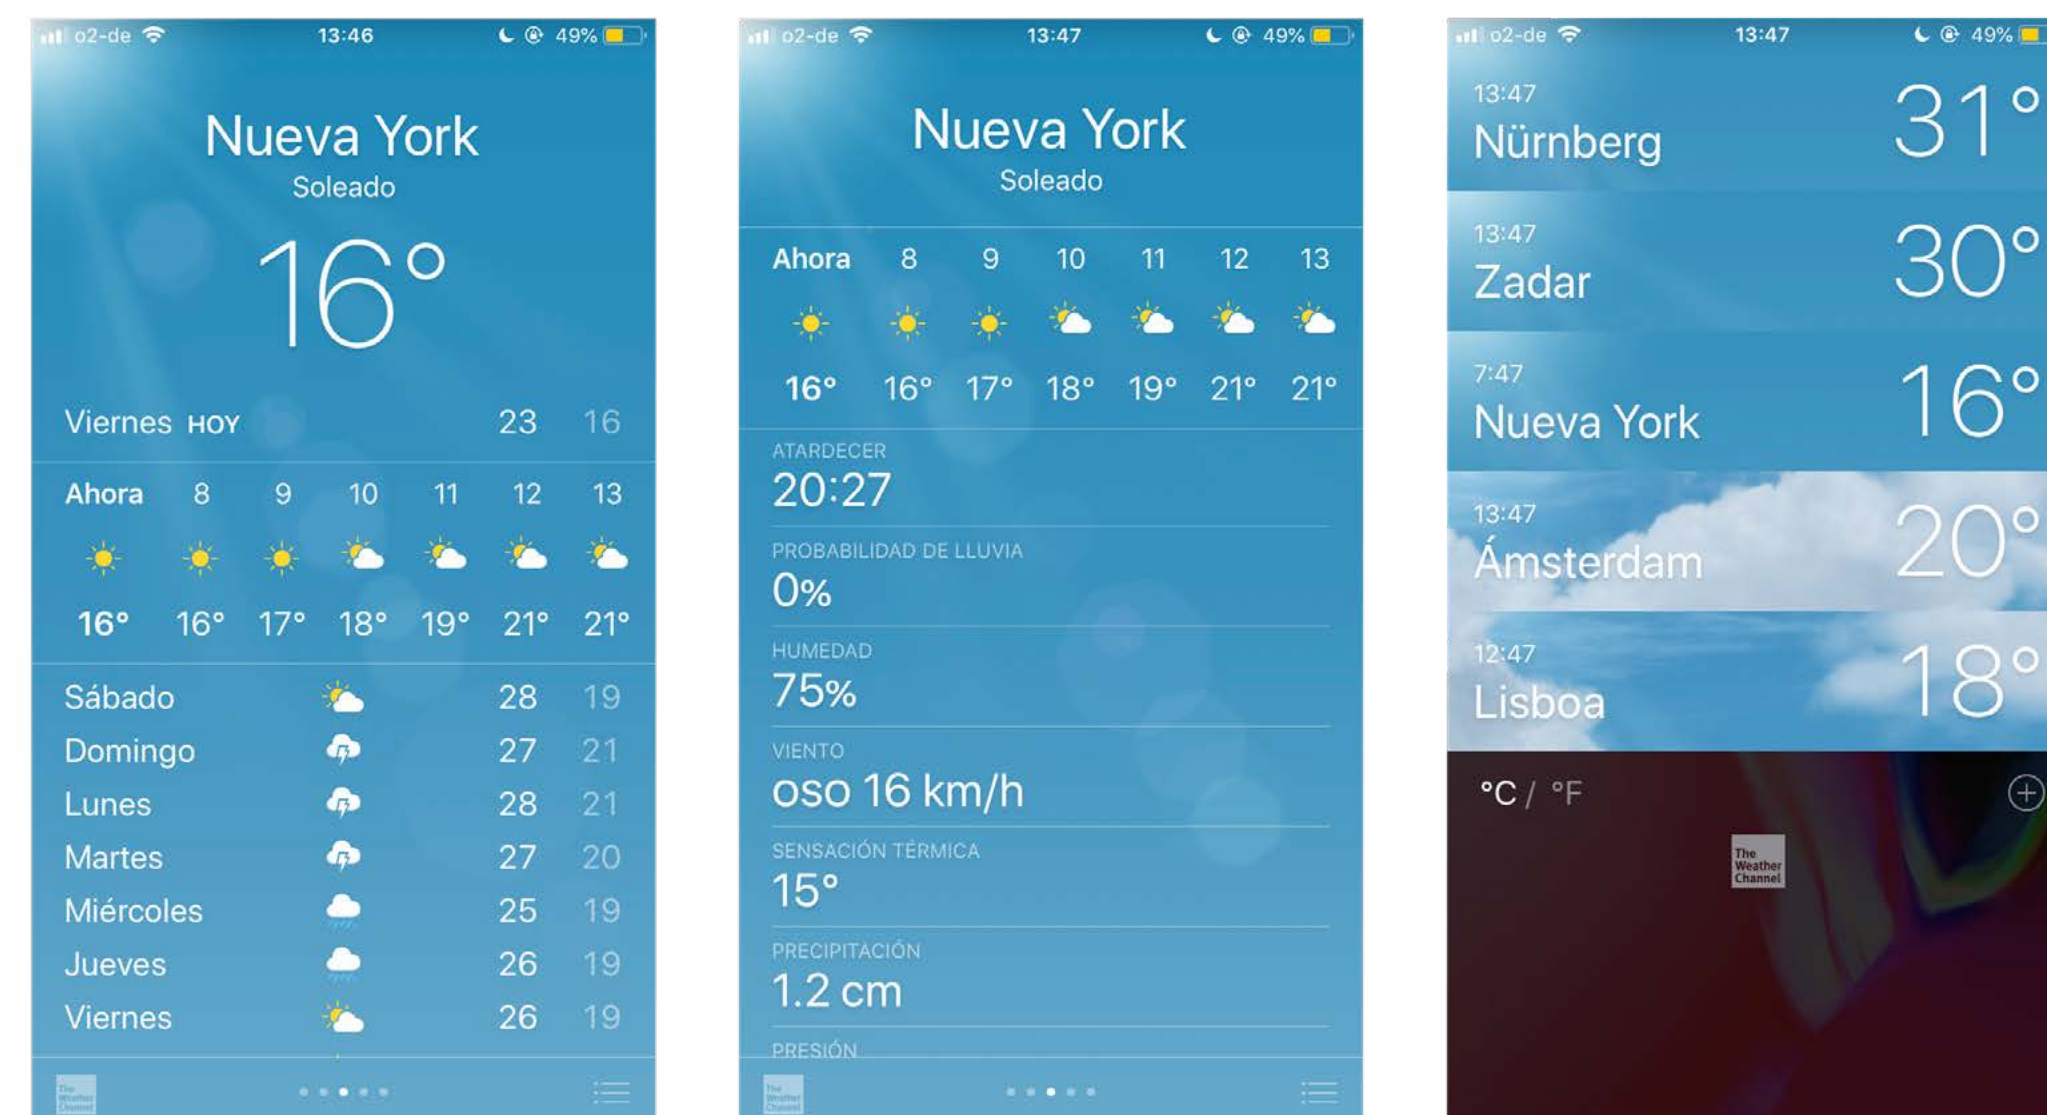 o2-de 13:46 49%
Nueva York
Soleado
16°
Viernes HOY 23 16
Ahora 8 9 10 11 12 13
16° 16° 17° 18° 19° 21° 21°
Sábado 28 19
Domingo 27 21
Lunes 28 21
Martes 27 20
Miércoles 25 19
Jueves 26 19
Viernes 26 19
The
Weather
Channel
o2-de 13:47 49%
Nueva York
Soleado
Ahora 8 9 10 11 12 13
16° 16° 17° 18° 19° 21° 21°
ATARDECER
20:27
PROBABILIDAD DE LLUVIA
0%
HUMEDAD
75%
VIENTO
oso 16 km/h
SENSACIÓN TÉRMICA
15°
PRECIPITACIÓN
1.2 cm
PRESIÓN
The
Weather
Channel
o2-de 13:47 49%
13:47
Nürnberg 31°
13:47
Zadar 30°
7:47
Nueva York 16°
13:47
Ámsterdam 20°
12:47
Lisboa 18°
°C / °F
The
Weather
Channel